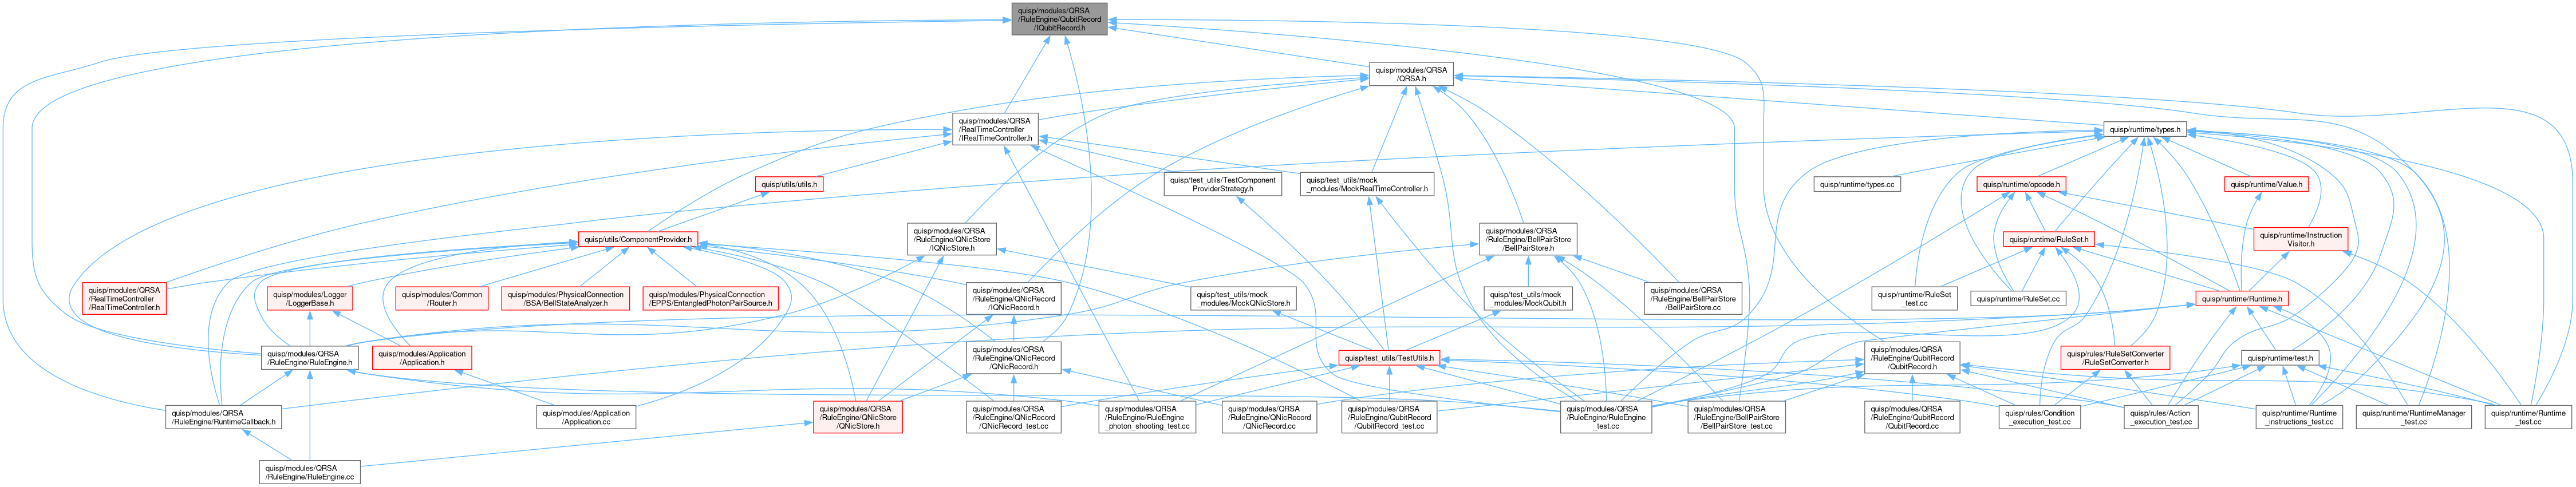 quisp/modules/QRSA
/RuleEngine/QubitRecord
/IQubitRecord.h
quisp/modules/QRSA
/QRSA.h
quisp/modules/QRSA
/RealTimeController
/IRealTimeController.h
quisp/runtime/types.h
quisp/utils/utils.h
quisp/test_utils/TestComponent
ProviderStrategy.h
quisp/test_utils/mock
_modules/MockRealTimeController.h
quisp/runtime/types.cc
quisp/runtime/opcode.h
quisp/runtime/Value.h
quisp/utils/ComponentProvider.h
quisp/modules/QRSA
/RuleEngine/QNicStore
/IQNicStore.h
quisp/modules/QRSA
/RuleEngine/BellPairStore
/BellPairStore.h
quisp/runtime/RuleSet.h
quisp/runtime/Instruction
Visitor.h
quisp/modules/QRSA
/RealTimeController
/RealTimeController.h
quisp/modules/Logger
/LoggerBase.h
quisp/modules/Common
/Router.h
quisp/modules/PhysicalConnection
/BSA/BellStateAnalyzer.h
quisp/modules/PhysicalConnection
/EPPS/EntangledPhotonPairSource.h
quisp/modules/QRSA
/RuleEngine/QNicRecord
/IQNicRecord.h
quisp/test_utils/mock
_modules/MockQNicStore.h
quisp/test_utils/mock
_modules/MockQubit.h
quisp/modules/QRSA
/RuleEngine/BellPairStore
/BellPairStore.cc
quisp/runtime/RuleSet
_test.cc
quisp/runtime/RuleSet.cc
quisp/runtime/Runtime.h
quisp/modules/QRSA
/RuleEngine/RuleEngine.h
quisp/modules/Application
/Application.h
quisp/modules/QRSA
/RuleEngine/QNicRecord
/QNicRecord.h
quisp/test_utils/TestUtils.h
quisp/modules/QRSA
/RuleEngine/QubitRecord
/QubitRecord.h
quisp/rules/RuleSetConverter
/RuleSetConverter.h
quisp/runtime/test.h
quisp/modules/QRSA
/RuleEngine/RuntimeCallback.h
quisp/modules/Application
/Application.cc
quisp/modules/QRSA
/RuleEngine/QNicStore
/QNicStore.h
quisp/modules/QRSA
/RuleEngine/QNicRecord
/QNicRecord_test.cc
quisp/modules/QRSA
/RuleEngine/RuleEngine
_photon_shooting_test.cc
quisp/modules/QRSA
/RuleEngine/QNicRecord
/QNicRecord.cc
quisp/modules/QRSA
/RuleEngine/QubitRecord
/QubitRecord_test.cc
quisp/modules/QRSA
/RuleEngine/RuleEngine
_test.cc
quisp/modules/QRSA
/RuleEngine/BellPairStore
/BellPairStore_test.cc
quisp/modules/QRSA
/RuleEngine/QubitRecord
/QubitRecord.cc
quisp/rules/Condition
_execution_test.cc
quisp/rules/Action
_execution_test.cc
quisp/runtime/Runtime
_instructions_test.cc
quisp/runtime/RuntimeManager
_test.cc
quisp/runtime/Runtime
_test.cc
quisp/modules/QRSA
/RuleEngine/RuleEngine.cc